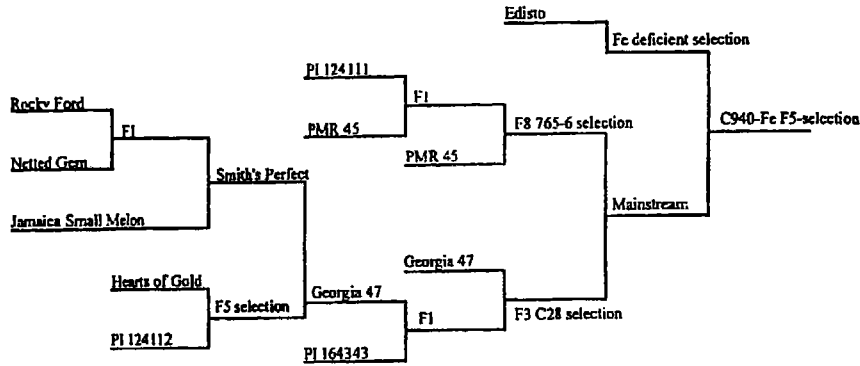 Edisto
Fe deficient selection
PI 124111
Rocky Ford
F1
F1
C940-Fe F5-selection
F8 765-6 selection
PMR 45
Netted Gem
PMR 45
Smith's Perfect
Mainstream
Jamaica Small Melon
Georgia 47
Hearts of Gold
Georgia 47
F5 selection
F3 C28 selection
F1
PI 124112
PI 164343